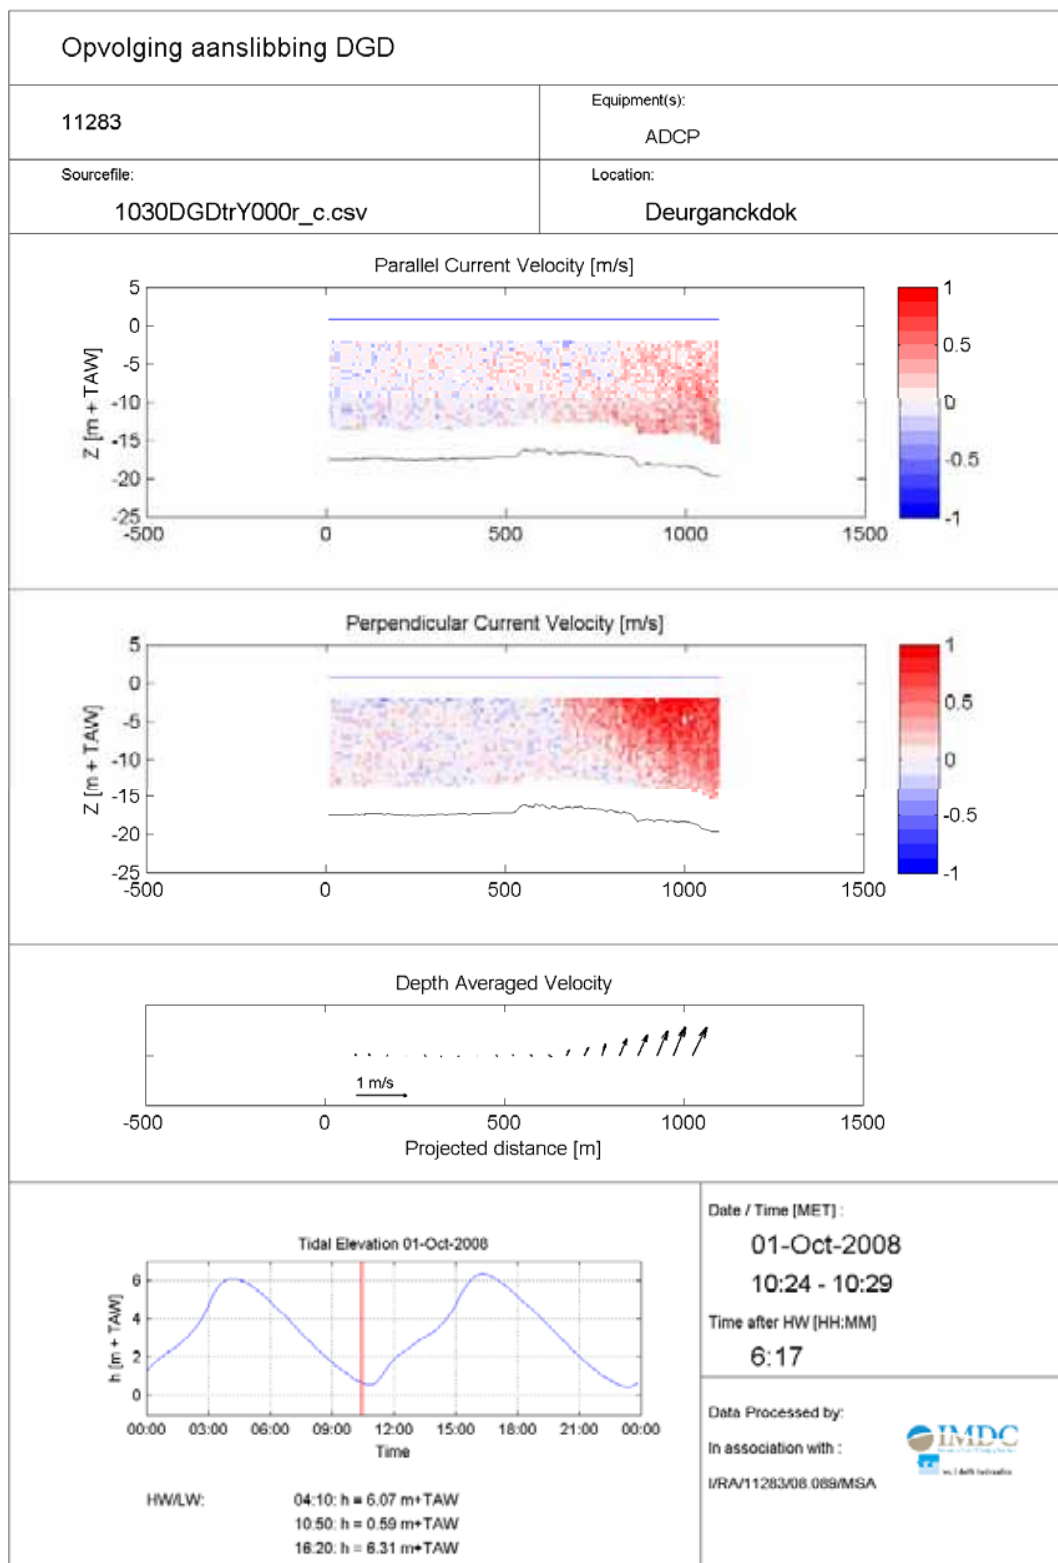 Opvolging aanslibbing DGD
11283
Equipment(s):
ADCP
Sourcefile:
1030DGDtrY000r_c.csv
Location:
Deurganckdok
Parallel Current Velocity [m/s]
5
0
-5
-10
-15
-20
-25
Z [m + TAW]
-500
0
500
1000
1500
1
0.5
0
-0.5
-1
Perpendicular Current Velocity [m/s]
5
0
-5
-10
-15
-20
-25
Z [m + TAW]
-500
0
500
1000
1500
1
0.5
0
-0.5
-1
Depth Averaged Velocity
1 m/s
-500
0
500
1000
1500
Projected distance [m]
Tidal Elevation 01-Oct-2008
6
4
2
0
h [m + TAW]
00:00
03:00
06:00
09:00
12:00
15:00
18:00
21:00
00:00
Time
HW/LW:
04:10: h = 6.07 m+TAW
10:50: h = 0.59 m+TAW
16:20: h = 6.31 m+TAW
Date / Time [MET] :
01-Oct-2008
10:24 - 10:29
Time after HW [HH:MM]
6:17
Data Processed by:
IMDC
In association with :
wl | delft hydraulics
I/RA/11283/08.089/MSA